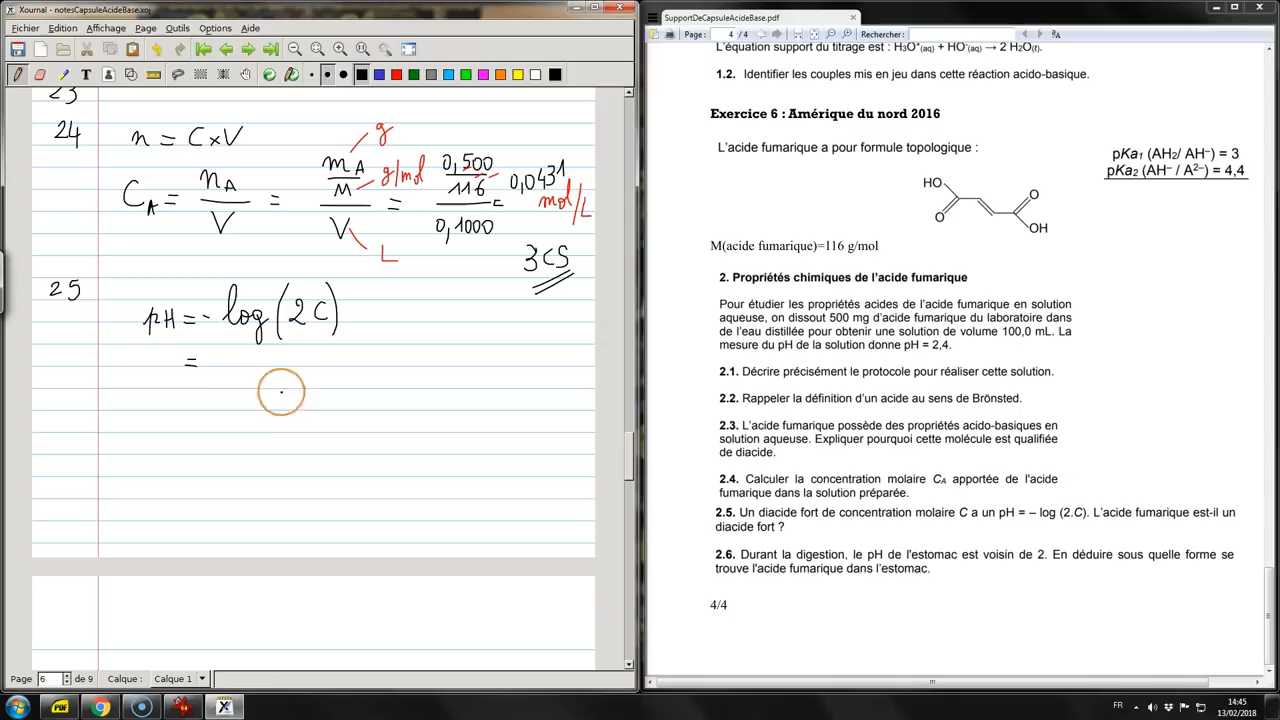 notesCapsuleAcideBase.xoj
Fichier Edition Affichage Page Outils Options Aide
23
24 n = C×V
C_A = n_A / V = (m_A / M) / V = (0,500 / 116) / 0,1000 = 0,0431 mol/L
g
g/mol
L
3 CS
25
pH = - log (2C)
=
Page 6 de 9 Calque : Calque 1
SupportDeCapsuleAcideBase.pdf
Page: 4 / 4 Rechercher:
L'équation support du titrage est : H3O+(aq) + HO-(aq) → 2 H2O(ℓ).
1.2. Identifier les couples mis en jeu dans cette réaction acido-basique.
Exercice 6 : Amérique du nord 2016
L'acide fumarique a pour formule topologique :
pKa1 (AH2/ AH–) = 3
pKa2 (AH– / A2–) = 4,4
HO
O
O
OH
M(acide fumarique)=116 g/mol
2. Propriétés chimiques de l'acide fumarique
Pour étudier les propriétés acides de l'acide fumarique en solution
aqueuse, on dissout 500 mg d'acide fumarique du laboratoire dans
de l'eau distillée pour obtenir une solution de volume 100,0 mL. La
mesure du pH de la solution donne pH = 2,4.
2.1. Décrire précisément le protocole pour réaliser cette solution.
2.2. Rappeler la définition d'un acide au sens de Brönsted.
2.3. L'acide fumarique possède des propriétés acido-basiques en
solution aqueuse. Expliquer pourquoi cette molécule est qualifiée
de diacide.
2.4. Calculer la concentration molaire CA apportée de l'acide
fumarique dans la solution préparée.
2.5. Un diacide fort de concentration molaire C a un pH = – log (2.C). L'acide fumarique est-il un
diacide fort ?
2.6. Durant la digestion, le pH de l'estomac est voisin de 2. En déduire sous quelle forme se
trouve l'acide fumarique dans l'estomac.
4/4
PDF
64
FR
14:45
13/02/2018